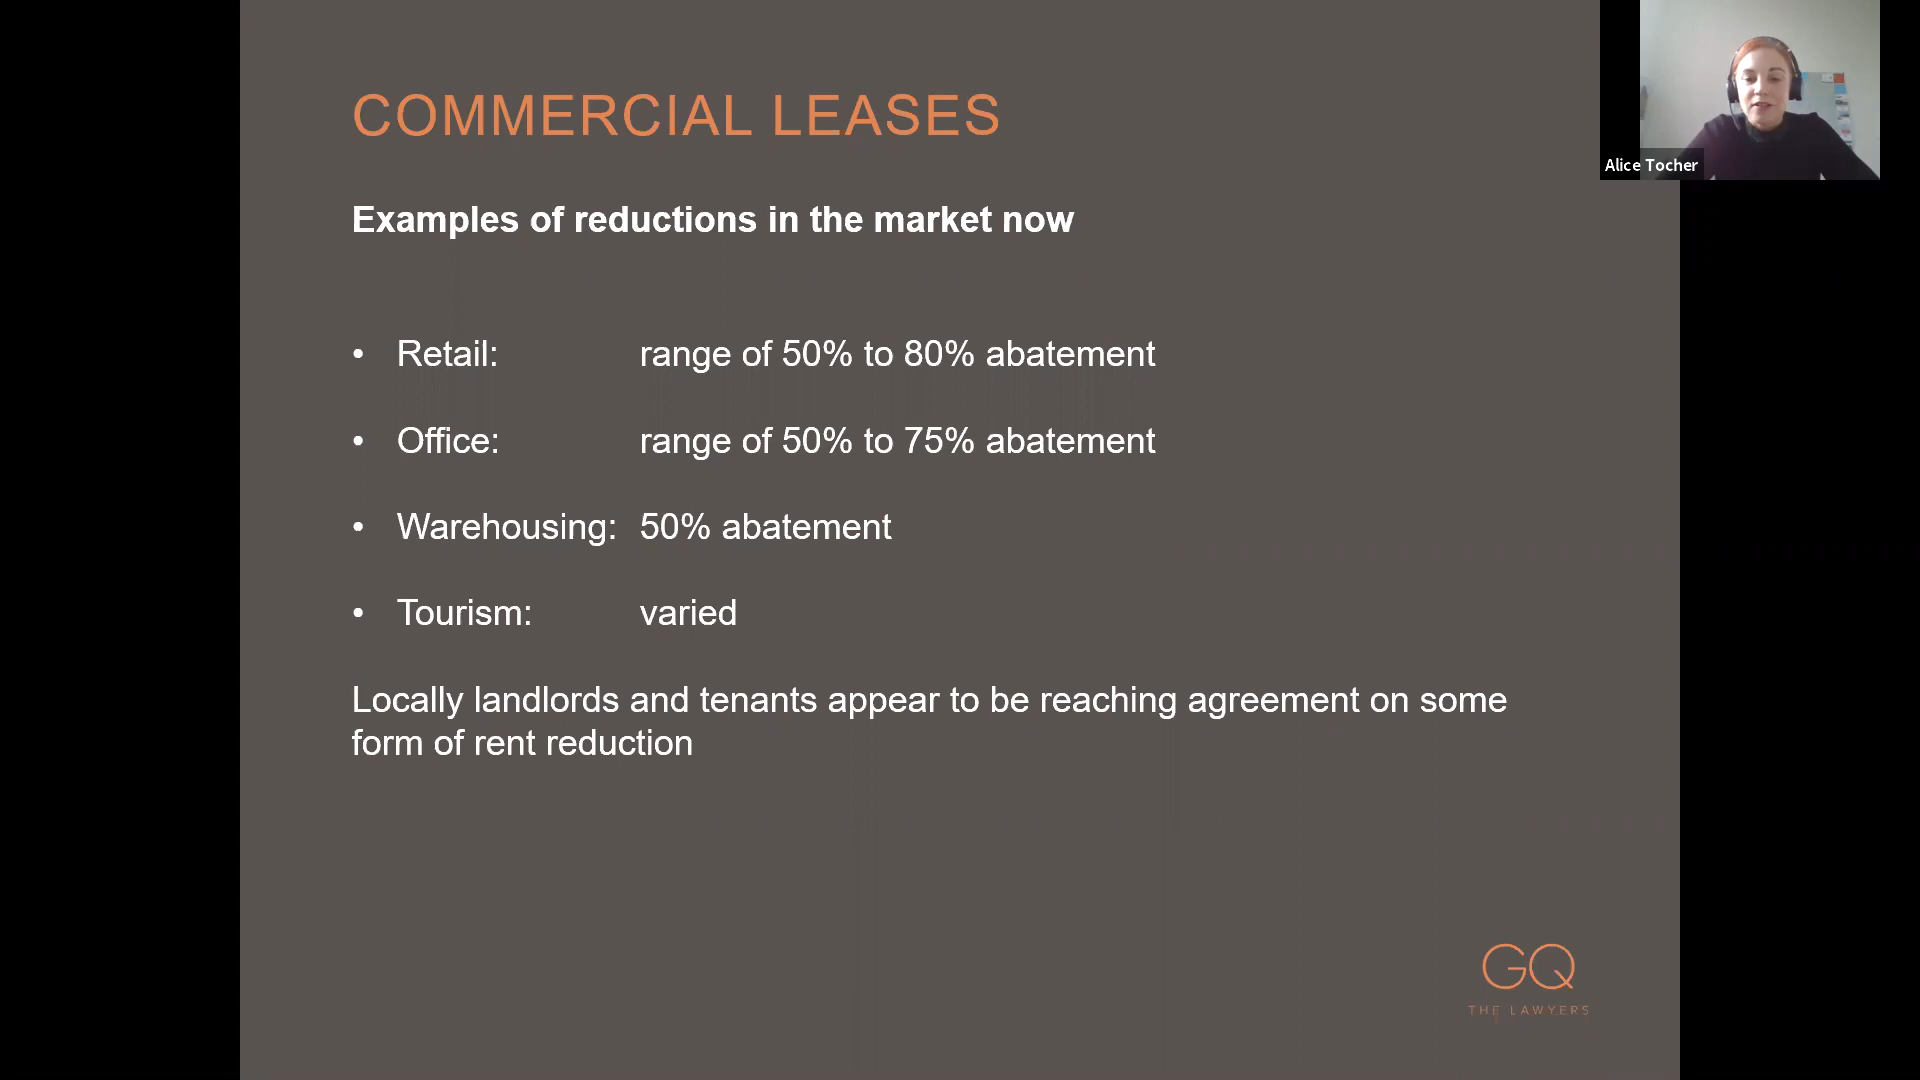 COMMERCIAL LEASES
Alice Tocher
Examples of reductions in the market now
• Retail: range of 50% to 80% abatement
• Office: range of 50% to 75% abatement
• Warehousing: 50% abatement
• Tourism: varied
Locally landlords and tenants appear to be reaching agreement on some
form of rent reduction
GQ
THE LAWYERS